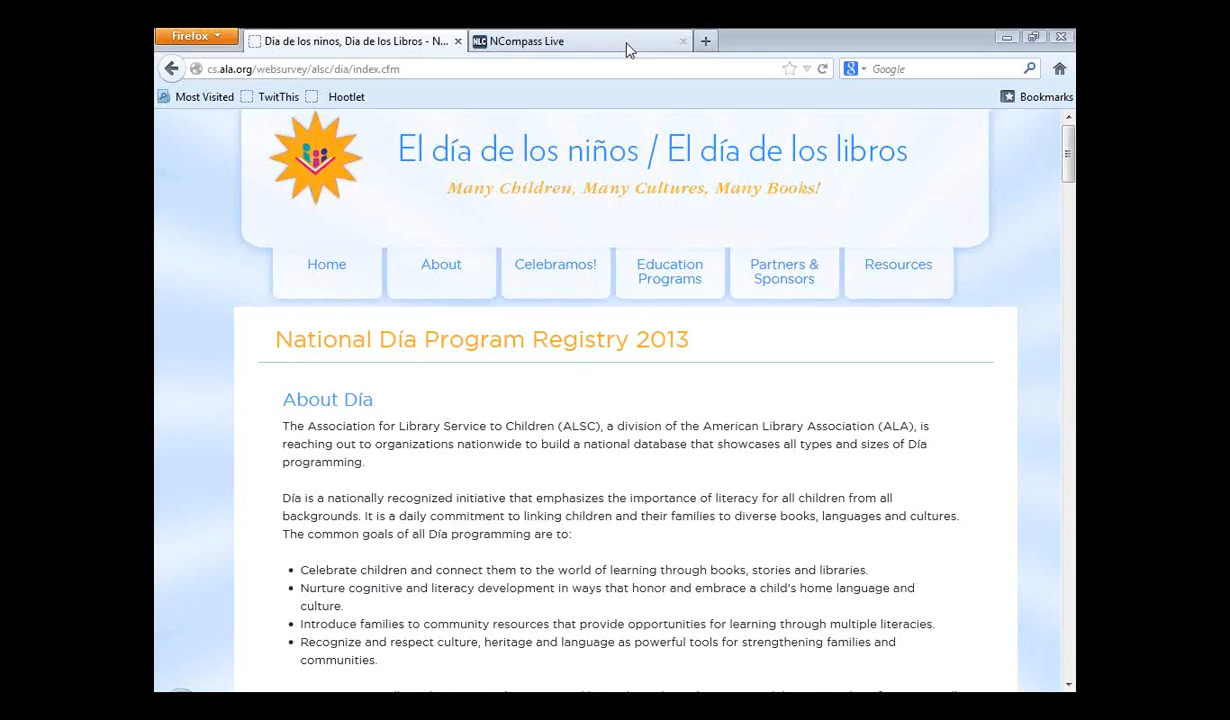 Firefox
Dia de los ninos, Dia de los Libros - N...
NLC NCompass Live
cs.ala.org/websurvey/alsc/dia/index.cfm
Google
Most Visited
TwitThis
Hootlet
Bookmarks
El día de los niños / El día de los libros
Many Children, Many Cultures, Many Books!
Home
About
Celebramos!
Education
Programs
Partners &
Sponsors
Resources
National Día Program Registry 2013
About Día
The Association for Library Service to Children (ALSC), a division of the American Library Association (ALA), is
reaching out to organizations nationwide to build a national database that showcases all types and sizes of Día
programming.
Día is a nationally recognized initiative that emphasizes the importance of literacy for all children from all
backgrounds. It is a daily commitment to linking children and their families to diverse books, languages and cultures.
The common goals of all Día programming are to:
• Celebrate children and connect them to the world of learning through books, stories and libraries.
• Nurture cognitive and literacy development in ways that honor and embrace a child's home language and
culture.
• Introduce families to community resources that provide opportunities for learning through multiple literacies.
• Recognize and respect culture, heritage and language as powerful tools for strengthening families and
communities.